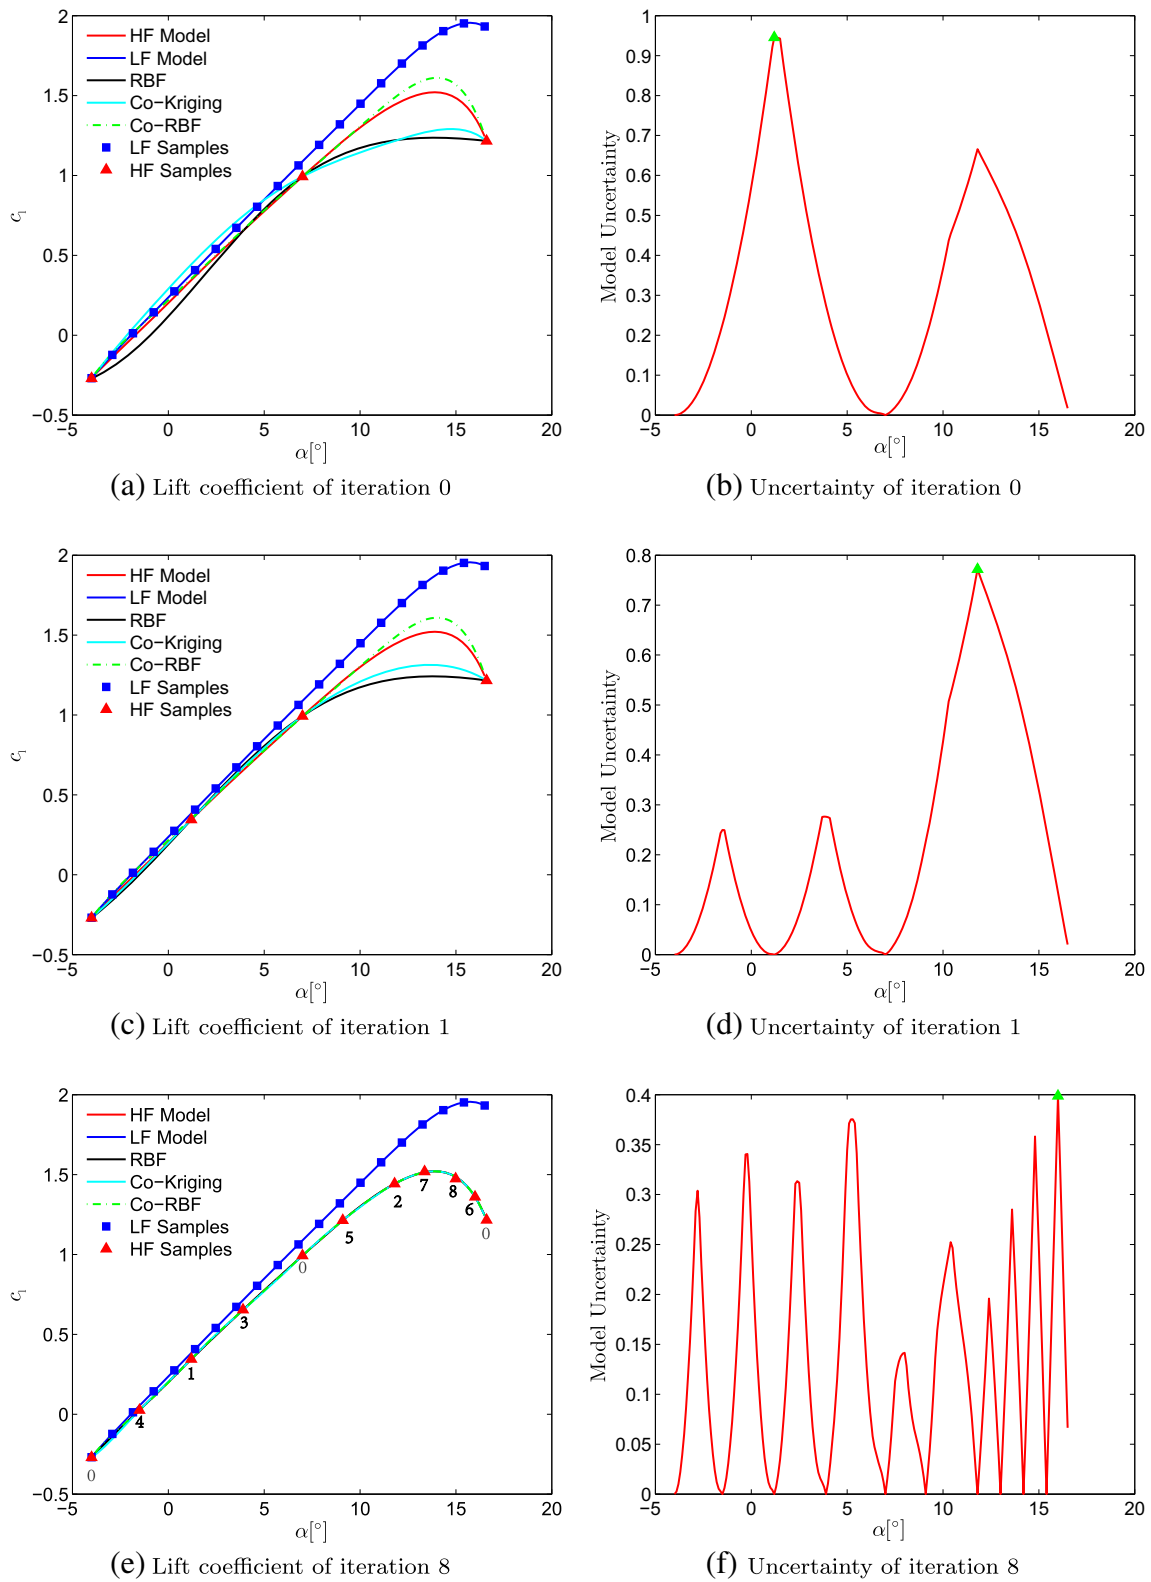 2
1.5
1
0.5
0
−0.5
−5 0 5 10 15 20
c_l
α[°]
HF Model
LF Model
RBF
Co−Kriging
Co−RBF
LF Samples
HF Samples
(a) Lift coefficient of iteration 0
1
0.9
0.8
0.7
0.6
0.5
0.4
0.3
0.2
0.1
0
−5 0 5 10 15 20
Model Uncertainty
α[°]
(b) Uncertainty of iteration 0
2
1.5
1
0.5
0
−0.5
−5 0 5 10 15 20
c_l
α[°]
HF Model
LF Model
RBF
Co−Kriging
Co−RBF
LF Samples
HF Samples
(c) Lift coefficient of iteration 1
0.8
0.7
0.6
0.5
0.4
0.3
0.2
0.1
0
−5 0 5 10 15 20
Model Uncertainty
α[°]
(d) Uncertainty of iteration 1
2
1.5
1
0.5
0
−0.5
−5 0 5 10 15 20
c_l
α[°]
HF Model
LF Model
RBF
Co−Kriging
Co−RBF
LF Samples
HF Samples
0
4
1
3
0
5
2
7
8
6
0
(e) Lift coefficient of iteration 8
0.4
0.35
0.3
0.25
0.2
0.15
0.1
0.05
0
−5 0 5 10 15 20
Model Uncertainty
α[°]
(f) Uncertainty of iteration 8